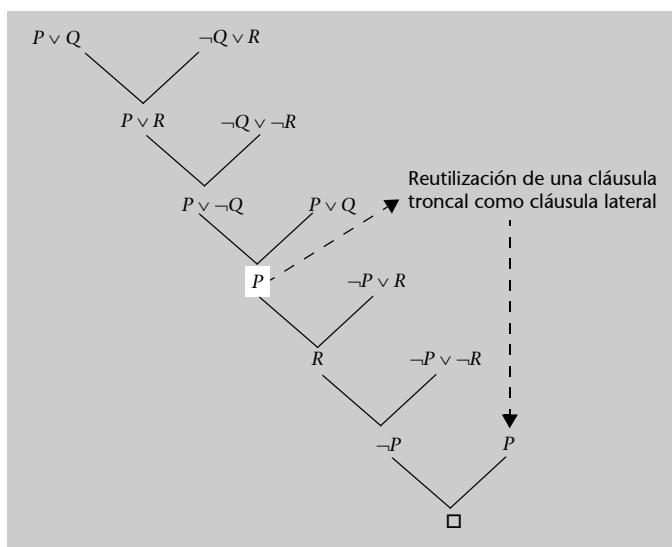 P ∨ Q ¬Q ∨ R
P ∨ R ¬Q ∨ ¬R
Reutilización de una cláusula
troncal como cláusula lateral
P ∨ ¬Q P ∨ Q
P ¬P ∨ R
R ¬P ∨ ¬R
¬P P
□